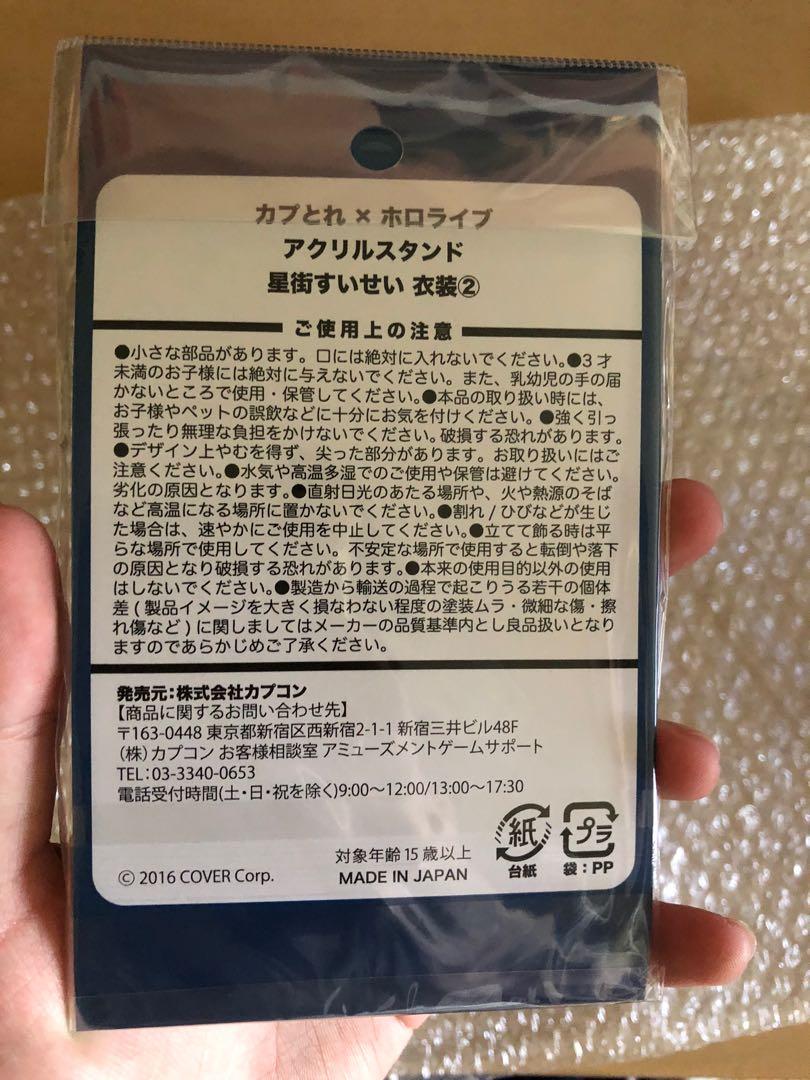 カプとれ × ホロライブ
アクリルスタンド
星街すいせい 衣装②
ご使用上の注意
●小さな部品があります。口には絶対に入れないでください。●3才
未満のお子様には絶対に与えないでください。また、乳幼児の手の届
かないところで使用・保管してください。●本品の取り扱い時には、
お子様やペットの誤飲などに十分にお気を付けください。●強く引っ
張ったり無理な負担をかけないでください。破損する恐れがあります。
●デザイン上やむを得ず、尖った部分があります。お取り扱いにはご
注意ください。●水気や高温多湿でのご使用や保管は避けてください。
劣化の原因となります。●直射日光のあたる場所や、火や熱源のそば
など高温になる場所に置かないでください。●割れ/ひびなどが生じ
た場合は、速やかにご使用を中止してください。●立てて飾る時は平
らな場所で使用してください。不安定な場所で使用すると転倒や落下
の原因となり破損する恐れがあります。●本来の使用目的以外の使用
はしないでください。●製造から輸送の過程で起こりうる若干の個体
差(製品イメージを大きく損なわない程度の塗装ムラ・微細な傷・擦
れ傷など)に関しましてはメーカーの品質基準内とし良品扱いとなり
ますのであらかじめご了承ください。
発売元:株式会社カプコン
【商品に関するお問い合わせ先】
〒163-0448 東京都新宿区西新宿2-1-1 新宿三井ビル48F
(株)カプコン お客様相談室 アミューズメントゲームサポート
TEL:03-3340-0653
電話受付時間(土・日・祝を除く)9:00～12:00/13:00～17:30
紙
台紙
プラ
袋:PP
対象年齢15歳以上
© 2016 COVER Corp.
MADE IN JAPAN